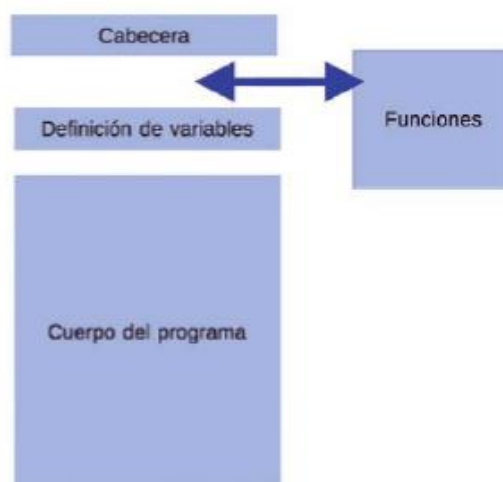 Cabecera
Definición de variables
Funciones
Cuerpo del programa